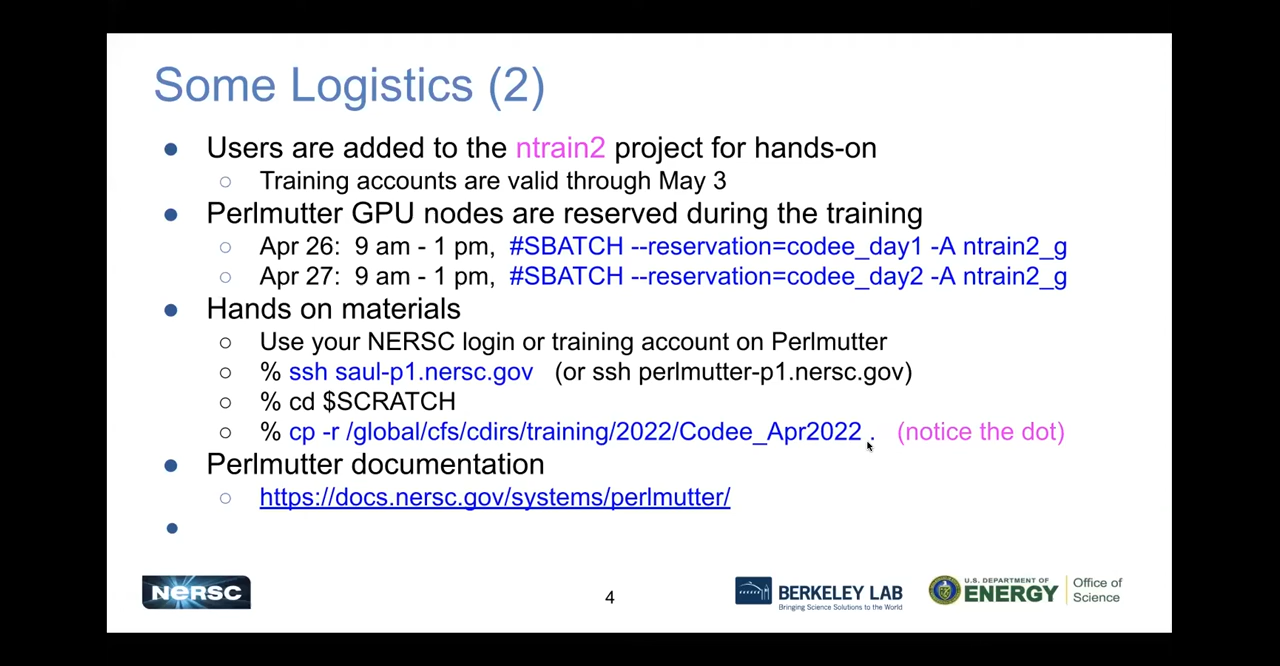 Some Logistics (2)
● Users are added to the ntrain2 project for hands-on
○ Training accounts are valid through May 3
● Perlmutter GPU nodes are reserved during the training
○ Apr 26: 9 am - 1 pm, #SBATCH --reservation=codee_day1 -A ntrain2_g
○ Apr 27: 9 am - 1 pm, #SBATCH --reservation=codee_day2 -A ntrain2_g
● Hands on materials
○ Use your NERSC login or training account on Perlmutter
○ % ssh saul-p1.nersc.gov (or ssh perlmutter-p1.nersc.gov)
○ % cd $SCRATCH
○ % cp -r /global/cfs/cdirs/training/2022/Codee_Apr2022 . (notice the dot)
● Perlmutter documentation
○ https://docs.nersc.gov/systems/perlmutter/
●
NERSC
4
BERKELEY LAB
Bringing Science Solutions to the World
U.S. DEPARTMENT OF
ENERGY
Office of
Science